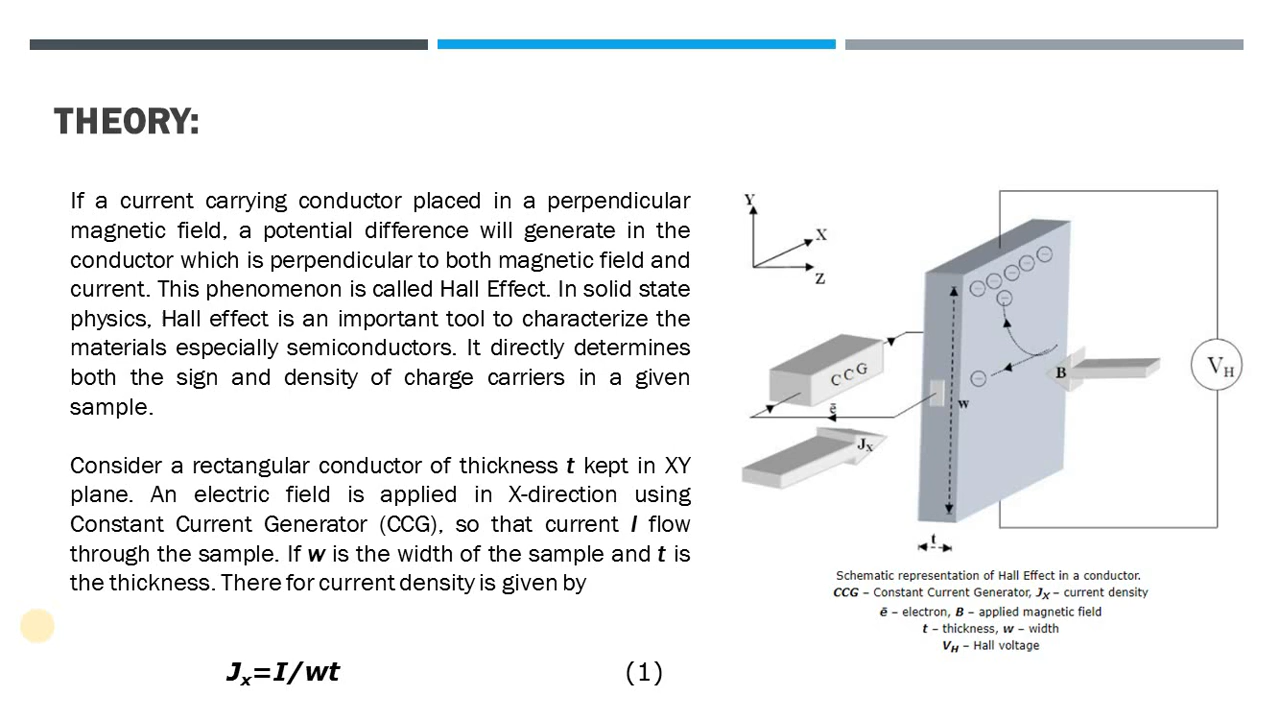 THEORY:
If a current carrying conductor placed in a perpendicular
magnetic field, a potential difference will generate in the
conductor which is perpendicular to both magnetic field and
current. This phenomenon is called Hall Effect. In solid state
physics, Hall effect is an important tool to characterize the
materials especially semiconductors. It directly determines
both the sign and density of charge carriers in a given
sample.
Consider a rectangular conductor of thickness t kept in XY
plane. An electric field is applied in X-direction using
Constant Current Generator (CCG), so that current I flow
through the sample. If w is the width of the sample and t is
the thickness. There for current density is given by
Jx=I/wt (1)
Y
X
Z
CCG
ē
Jx
w
B
VH
t
Schematic representation of Hall Effect in a conductor.
CCG – Constant Current Generator, JX – current density
ē – electron, B – applied magnetic field
t – thickness, w – width
VH – Hall voltage